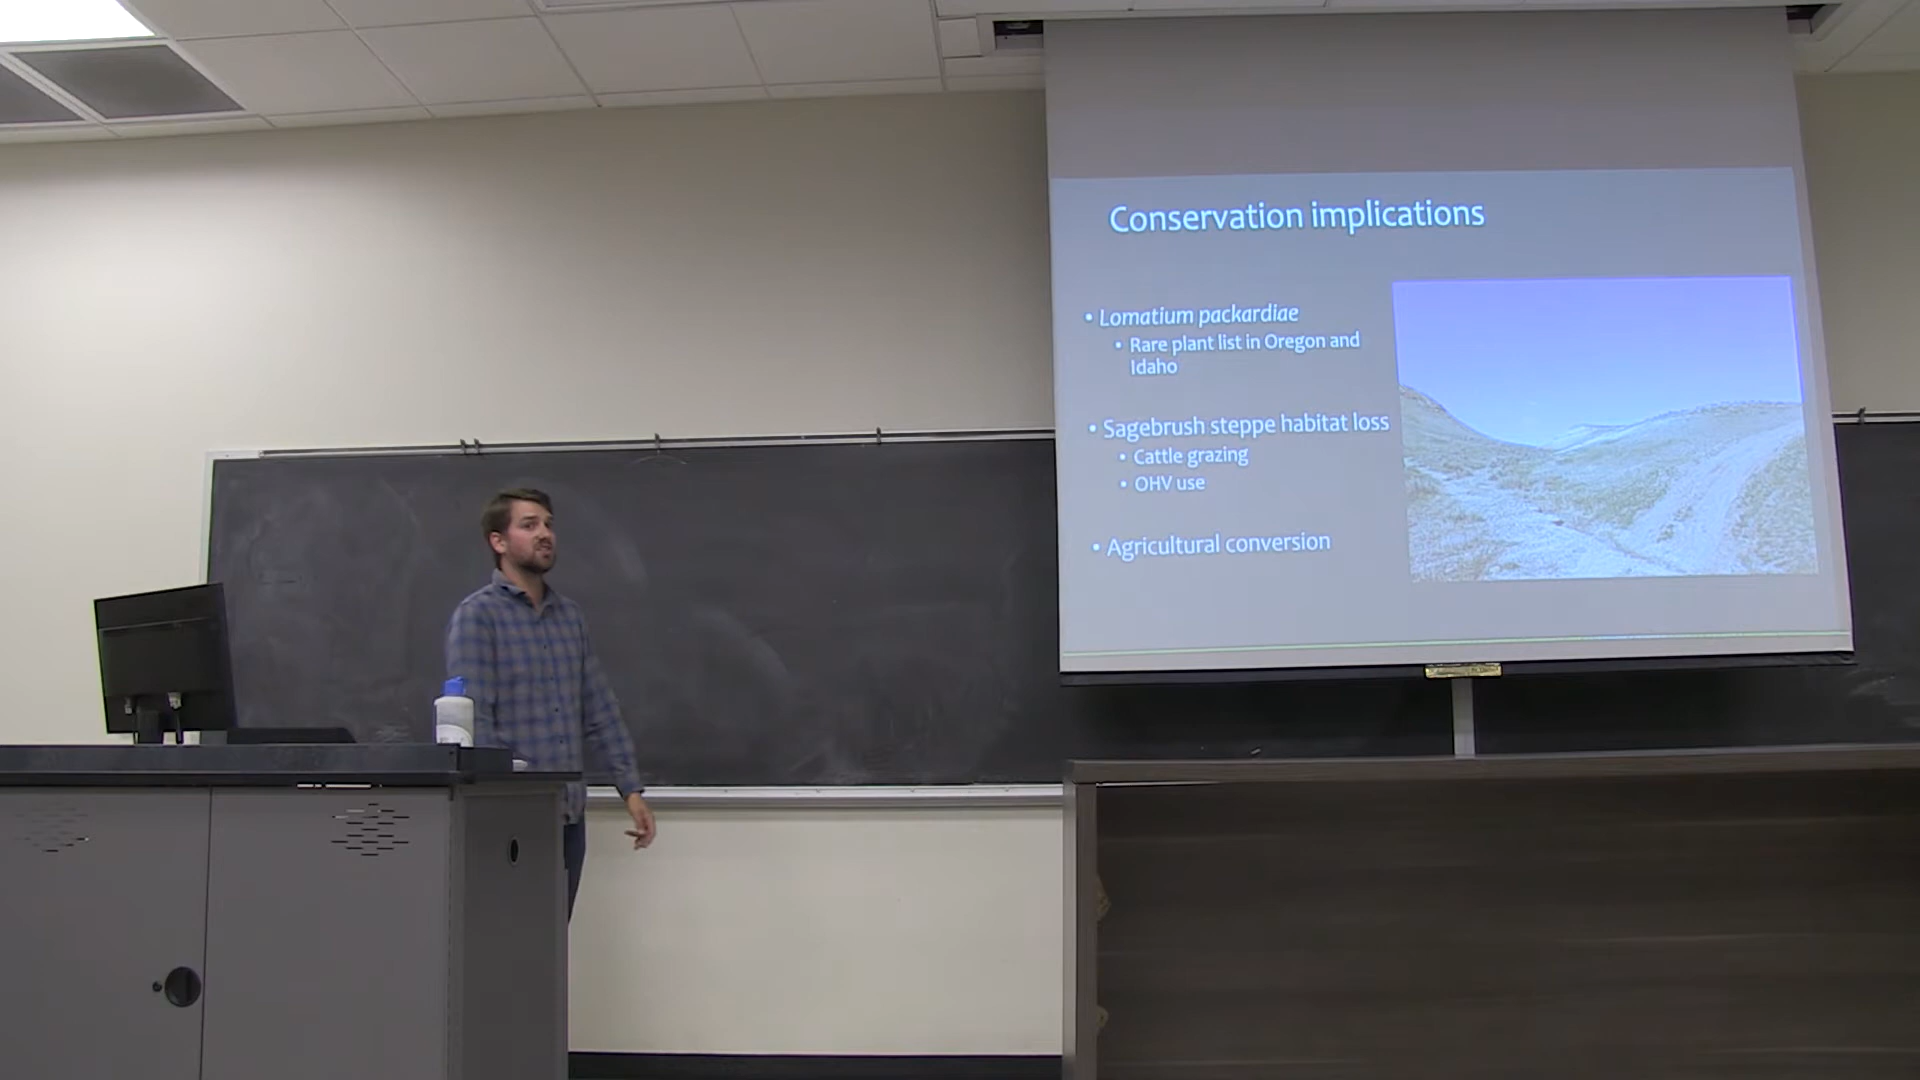 Conservation implications
• Lomatium packardiae
• Rare plant list in Oregon and
Idaho
• Sagebrush steppe habitat loss
• Cattle grazing
• OHV use
• Agricultural conversion